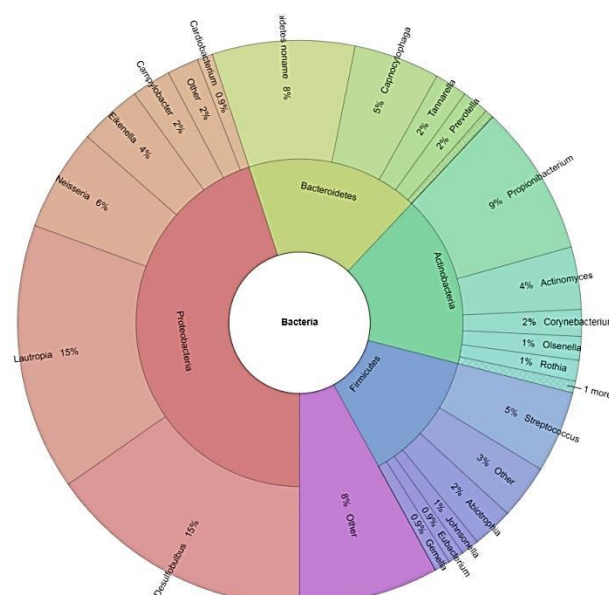 Bacteria
Proteobacteria
Bacteroidetes
Actinobacteria
Firmicutes
8% Other
Desulfobulbus 15%
Lautropia 15%
Neisseria 6%
Eikenella 4%
Campylobacter 2%
Other 2%
Cardiobacterium 0.9%
noname 8%
5% Capnocytophaga
2% Tannarella
2% Prevotella
9% Propionibacterium
4% Actinomyces
2% Corynebacterium
1% Olsenella
1% Rothia
1 more
5% Streptococcus
3% Other
2% Abiotrophia
1% Johnsonella
0.9% Eubacterium
0.9% Gemella